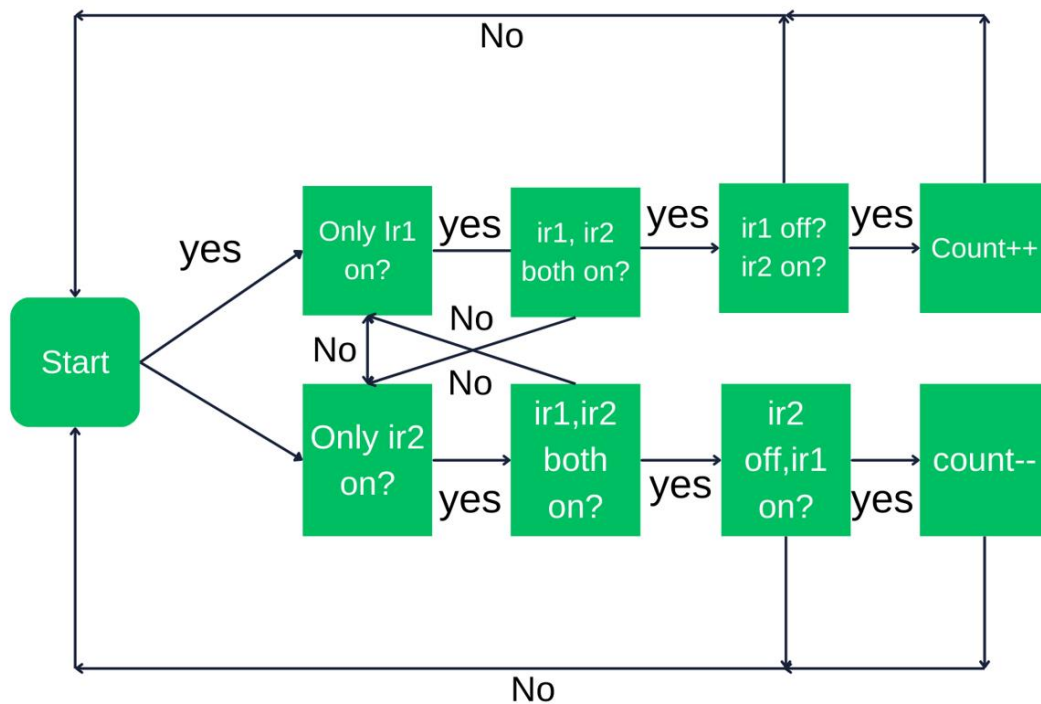 No
yes
Only Ir1
on?
yes
ir1, ir2
both on?
yes
ir1 off?
ir2 on?
yes
Count++
Start
No
No
No
Only ir2
on?
yes
ir1,ir2
both
on?
yes
ir2
off,ir1
on?
yes
count--
No